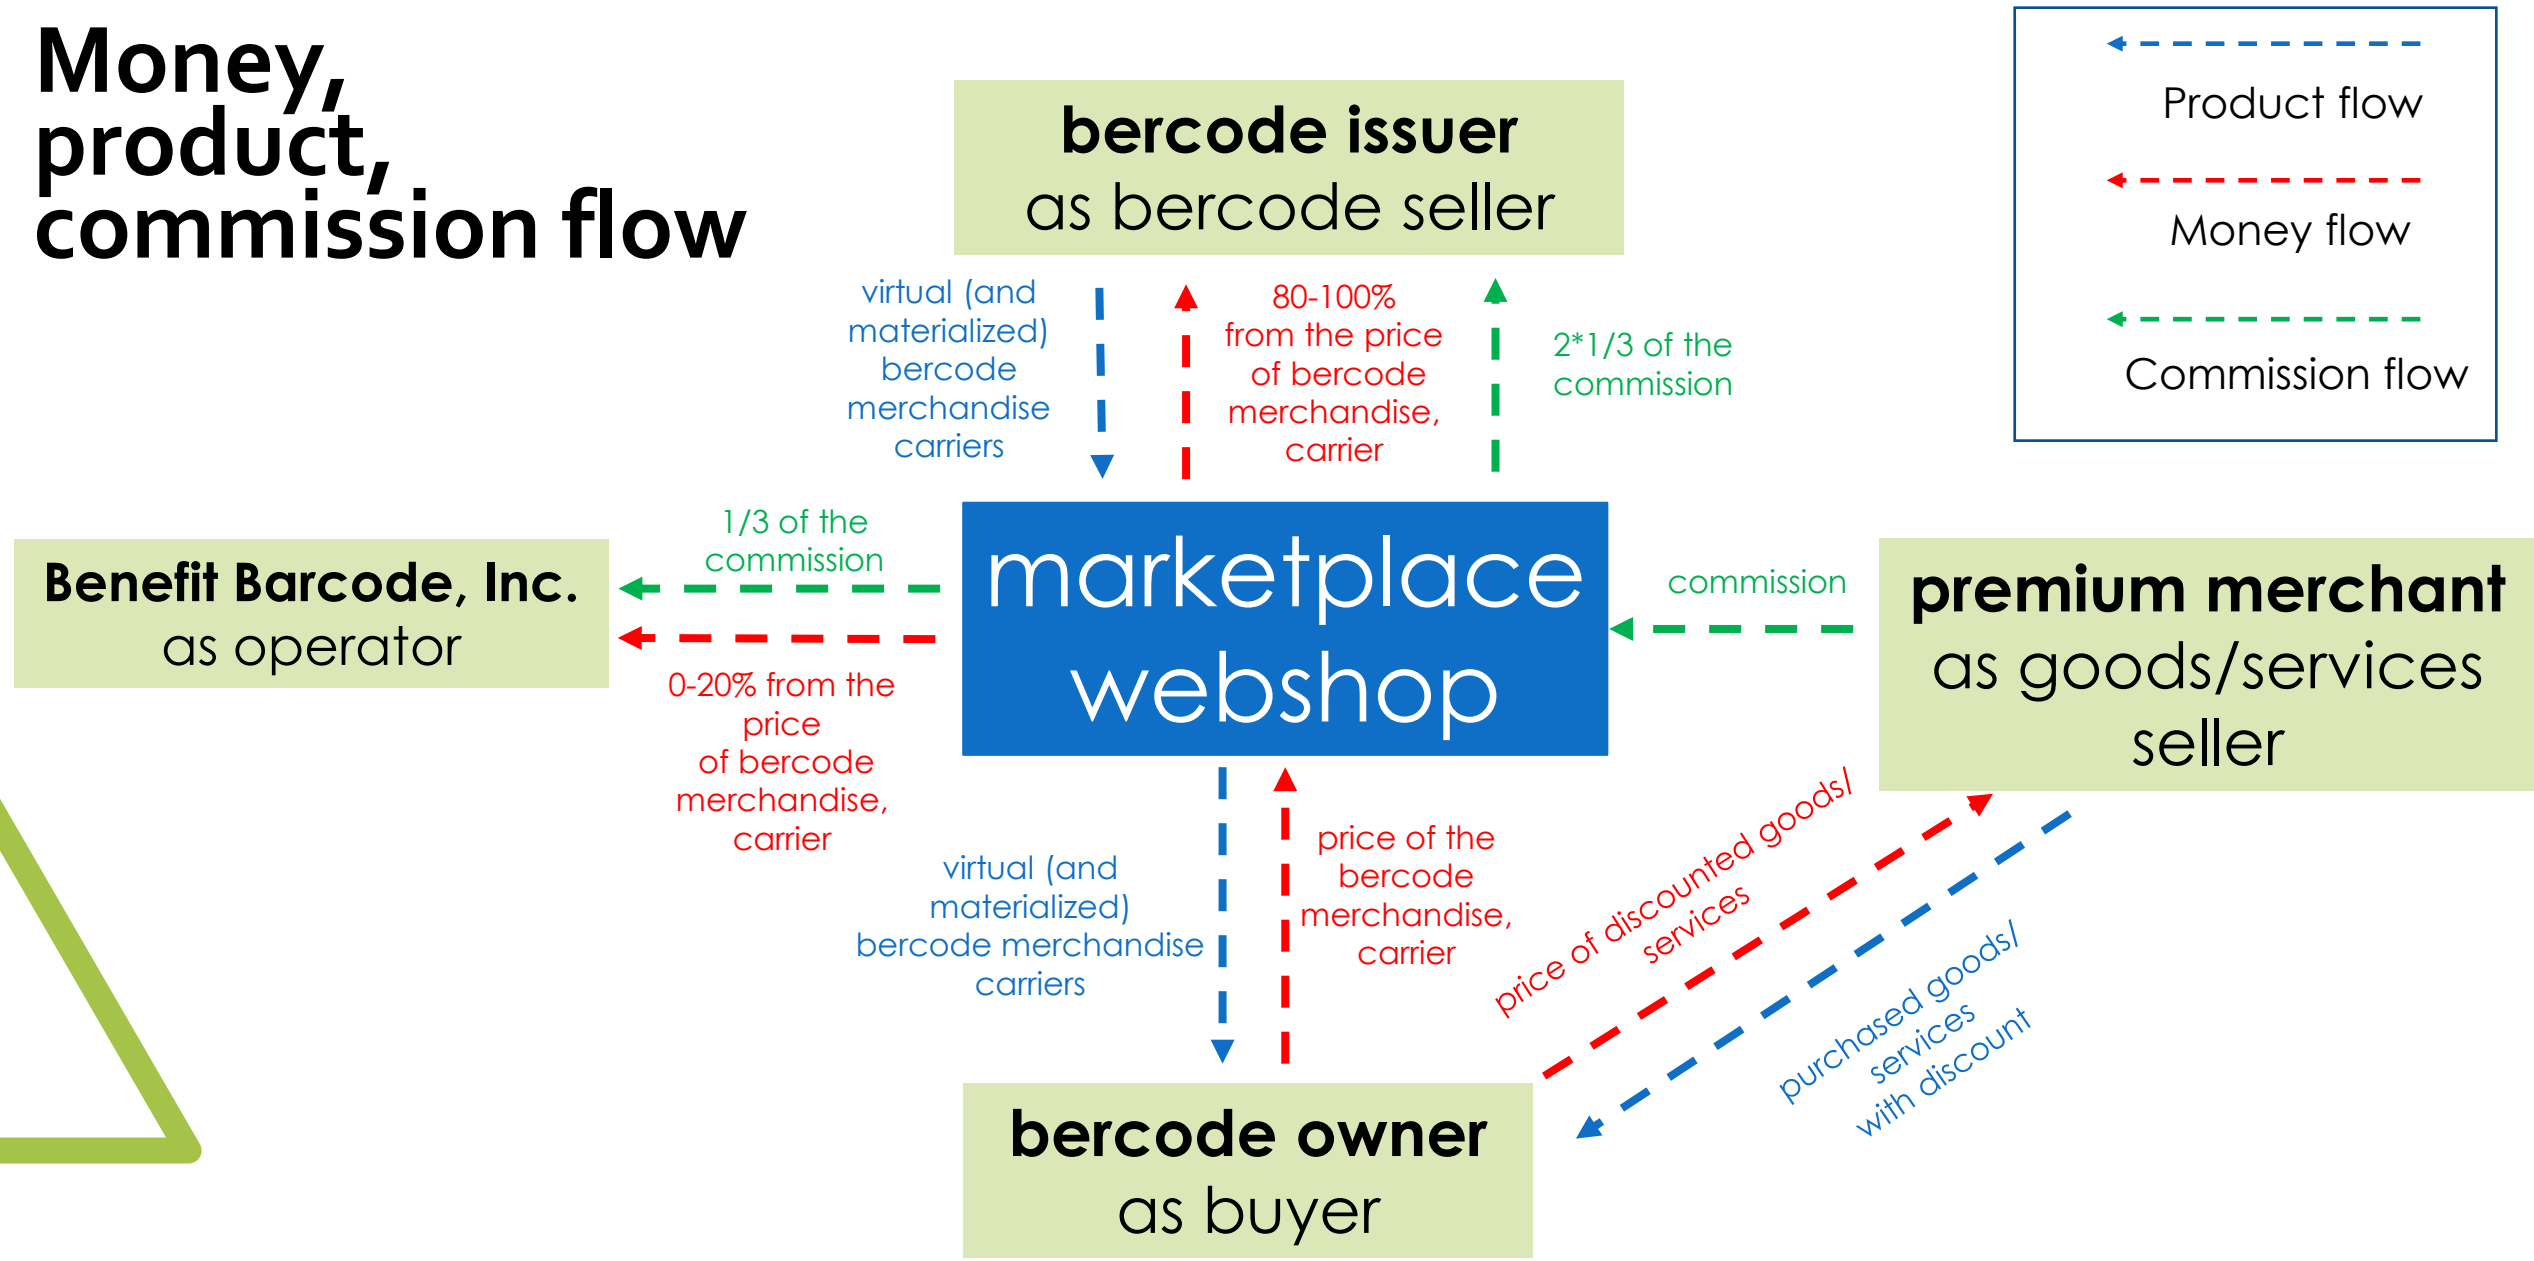 Money,
product,
commission flow
bercode issuer
as bercode seller
Product flow
Money flow
Commission flow
virtual (and
materialized)
bercode
merchandise
carriers
80-100%
from the price
of bercode
merchandise,
carrier
2*1/3 of the
commission
Benefit Barcode, Inc.
as operator
1/3 of the
commission
0-20% from the
price
of bercode
merchandise,
carrier
marketplace
webshop
commission
premium merchant
as goods/services
seller
virtual (and
materialized)
bercode merchandise
carriers
price of the
bercode
merchandise,
carrier
price of discounted goods/
services
purchased goods/
services
with discount
bercode owner
as buyer